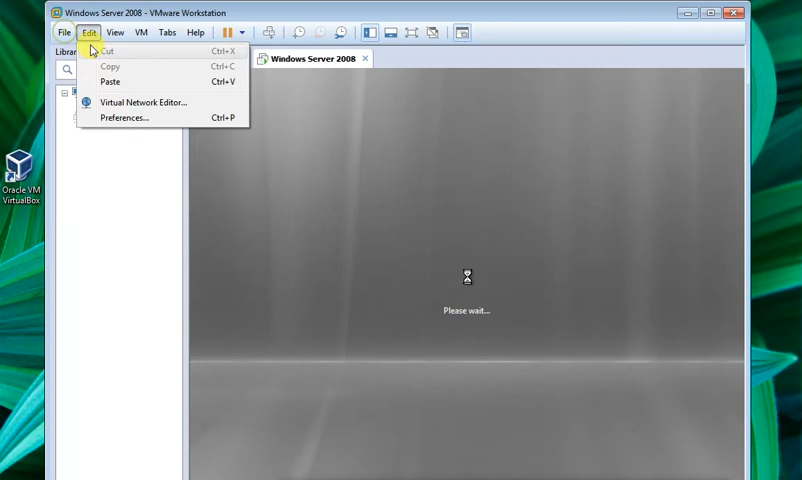 Windows Server 2008 - VMware Workstation
File Edit View VM Tabs Help
Windows Server 2008
Cut Ctrl+X
Copy Ctrl+C
Paste Ctrl+V
Virtual Network Editor...
Preferences... Ctrl+P
Oracle VM
VirtualBox
Please wait...